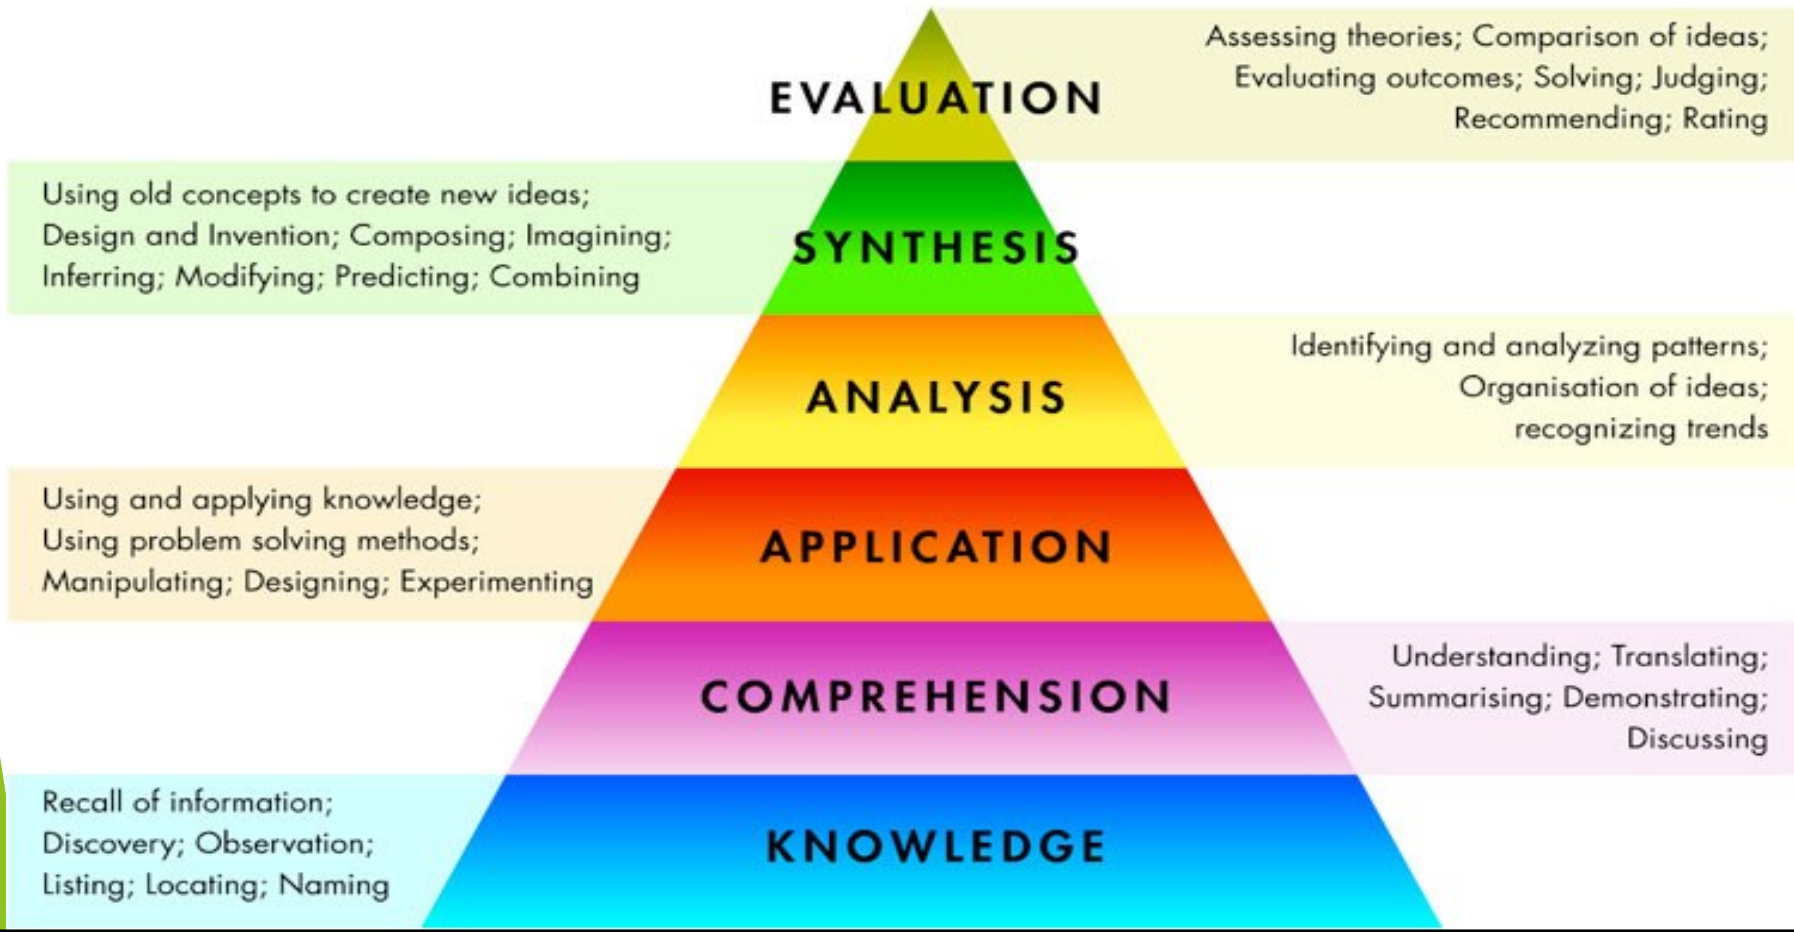 EVALUATION
Assessing theories; Comparison of ideas;
Evaluating outcomes; Solving; Judging;
Recommending; Rating
Using old concepts to create new ideas;
Design and Invention; Composing; Imagining;
Inferring; Modifying; Predicting; Combining
SYNTHESIS
ANALYSIS
Identifying and analyzing patterns;
Organisation of ideas;
recognizing trends
Using and applying knowledge;
Using problem solving methods;
Manipulating; Designing; Experimenting
APPLICATION
COMPREHENSION
Understanding; Translating;
Summarising; Demonstrating;
Discussing
Recall of information;
Discovery; Observation;
Listing; Locating; Naming
KNOWLEDGE